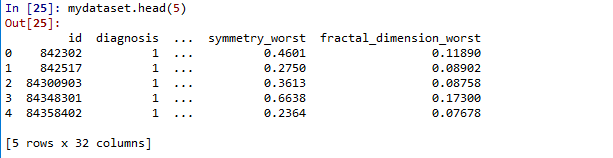 In [25]: mydataset.head(5)
Out[25]:
id diagnosis ... symmetry_worst fractal_dimension_worst
0 842302 1 ... 0.4601 0.11890
1 842517 1 ... 0.2750 0.08902
2 84300903 1 ... 0.3613 0.08758
3 84348301 1 ... 0.6638 0.17300
4 84358402 1 ... 0.2364 0.07678
[5 rows x 32 columns]